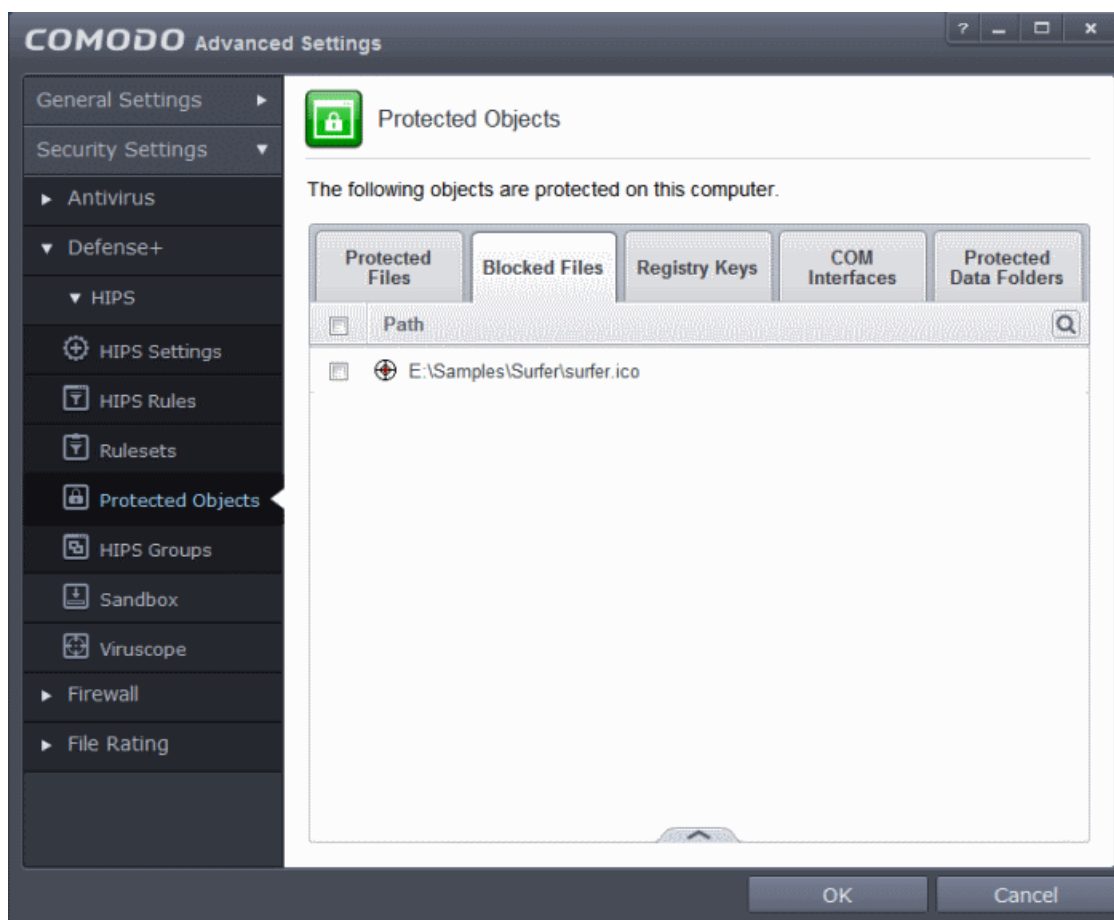 COMODO Advanced Settings
?
General Settings
Security Settings
Antivirus
Defense+
HIPS
HIPS Settings
HIPS Rules
Rulesets
Protected Objects
HIPS Groups
Sandbox
Viruscope
Firewall
File Rating
Protected Objects
The following objects are protected on this computer.
Protected
Files
Blocked Files
Registry Keys
COM
Interfaces
Protected
Data Folders
Path
E:\Samples\Surfer\surfer.ico
OK
Cancel